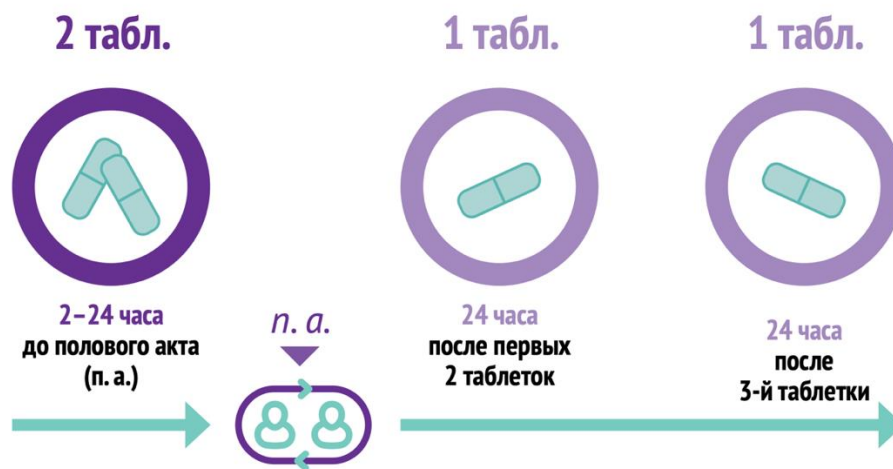 2 табл.
1 табл.
1 табл.
2–24 часа
до полового акта
(п. а.)
п. а.
24 часа
после первых
2 таблеток
24 часа
после
3-й таблетки